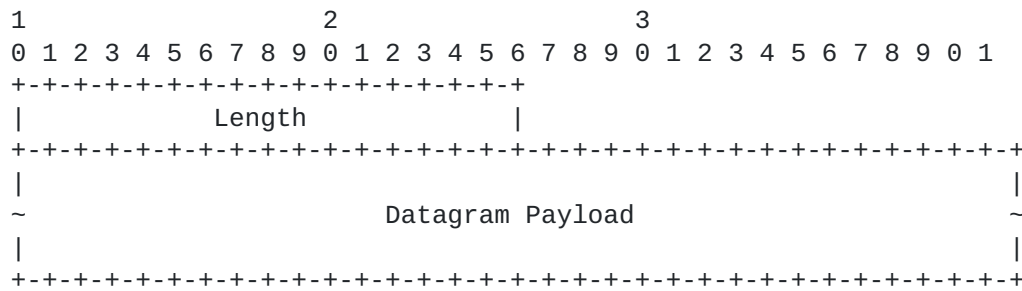 1                   2                   3
0 1 2 3 4 5 6 7 8 9 0 1 2 3 4 5 6 7 8 9 0 1 2 3 4 5 6 7 8 9 0 1
+-+-+-+-+-+-+-+-+-+-+-+-+-+-+-+-+
|            Length             |
+-+-+-+-+-+-+-+-+-+-+-+-+-+-+-+-+-+-+-+-+-+-+-+-+-+-+-+-+-+-+-+-+
|                                                               |
~                       Datagram Payload                        ~
|                                                               |
+-+-+-+-+-+-+-+-+-+-+-+-+-+-+-+-+-+-+-+-+-+-+-+-+-+-+-+-+-+-+-+-+